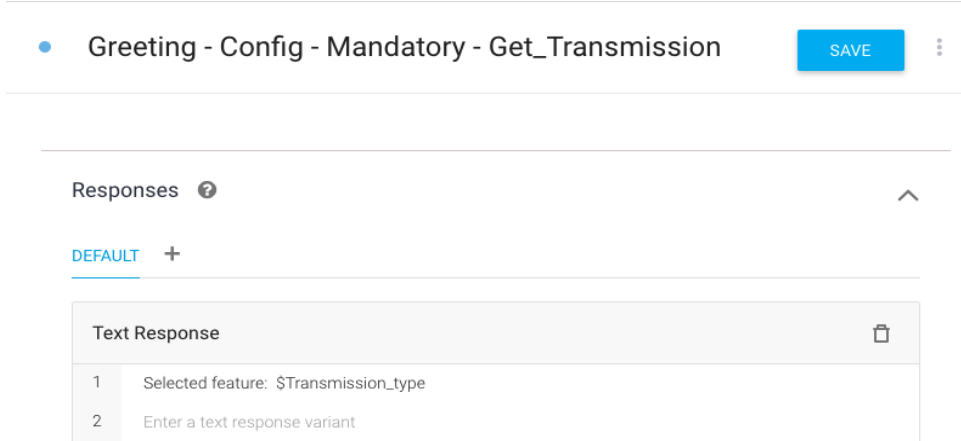 Greeting - Config - Mandatory - Get_Transmission
SAVE
Responses
DEFAULT +
Text Response
1 Selected feature: $Transmission_type
2 Enter a text response variant